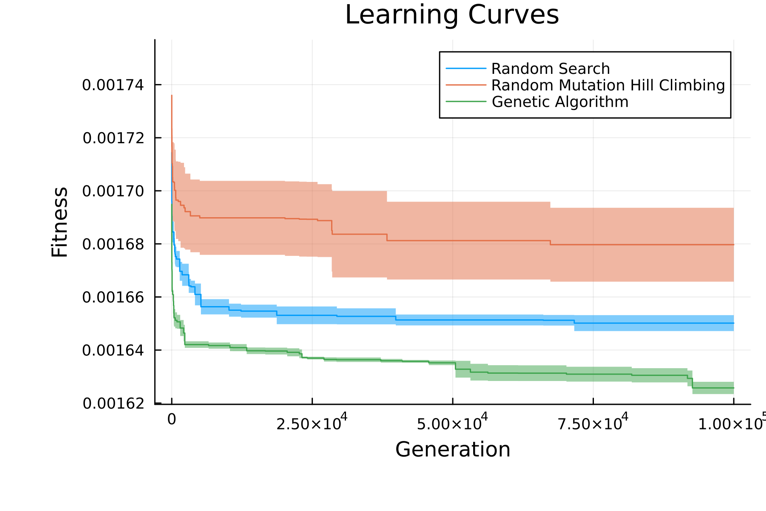 Learning Curves
Random Search
Random Mutation Hill Climbing
Genetic Algorithm
0.00174
0.00172
0.00170
0.00168
0.00166
0.00164
0.00162
Fitness
0 2.50×10⁴ 5.00×10⁴ 7.50×10⁴ 1.00×10
Generation